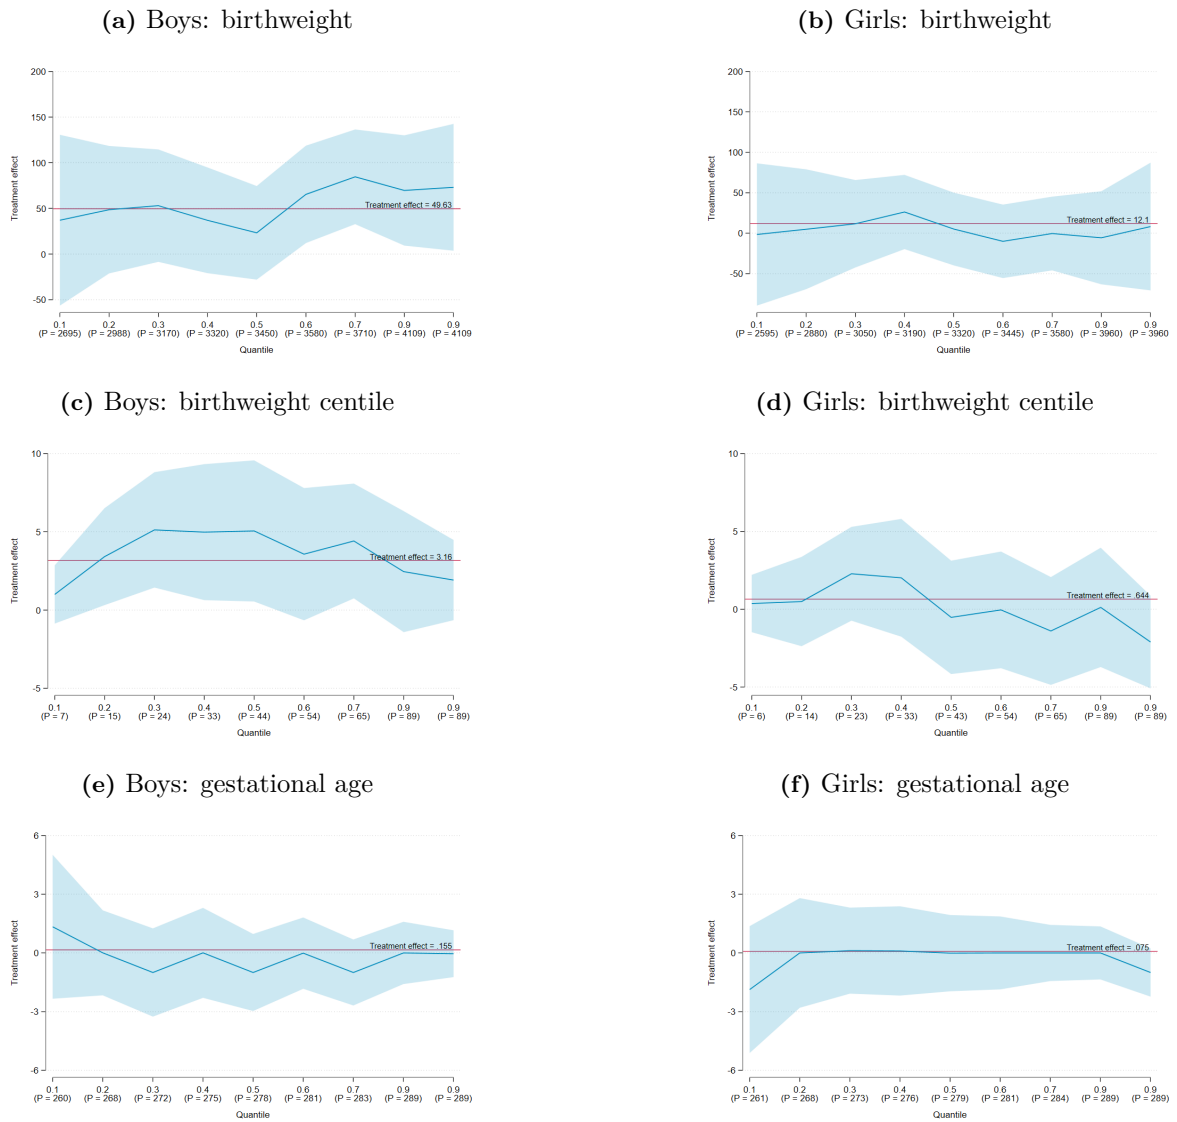 (a) Boys: birthweight
200
150
100
50
0
-50
Treatment effect
Treatment effect = 49.63
0.1 0.2 0.3 0.4 0.5 0.6 0.7 0.9 0.9
(P = 2695) (P = 2988) (P = 3170) (P = 3320) (P = 3450) (P = 3580) (P = 3710) (P = 4109) (P = 4109
Quantile
(b) Girls: birthweight
200
150
100
50
0
-50
Treatment effect
Treatment effect = 12.1
0.1 0.2 0.3 0.4 0.5 0.6 0.7 0.9 0.9
(P = 2595) (P = 2880) (P = 3050) (P = 3190) (P = 3320) (P = 3445) (P = 3580) (P = 3960) (P = 3960
Quantile
(c) Boys: birthweight centile
10
5
0
-5
Treatment effect
Treatment effect = 3.16
0.1 0.2 0.3 0.4 0.5 0.6 0.7 0.9 0.9
(P = 7) (P = 15) (P = 24) (P = 33) (P = 44) (P = 54) (P = 65) (P = 89) (P = 89)
Quantile
(d) Girls: birthweight centile
10
5
0
-5
Treatment effect
Treatment effect = .644
0.1 0.2 0.3 0.4 0.5 0.6 0.7 0.9 0.9
(P = 6) (P = 14) (P = 23) (P = 33) (P = 43) (P = 54) (P = 65) (P = 89) (P = 89)
Quantile
(e) Boys: gestational age
6
3
0
-3
-6
Treatment effect
Treatment effect = .155
0.1 0.2 0.3 0.4 0.5 0.6 0.7 0.9 0.9
(P = 260) (P = 268) (P = 272) (P = 275) (P = 278) (P = 281) (P = 283) (P = 289) (P = 289)
Quantile
(f) Girls: gestational age
6
3
0
-3
-6
Treatment effect
Treatment effect = .075
0.1 0.2 0.3 0.4 0.5 0.6 0.7 0.9 0.9
(P = 261) (P = 268) (P = 273) (P = 276) (P = 279) (P = 281) (P = 284) (P = 289) (P = 289)
Quantile